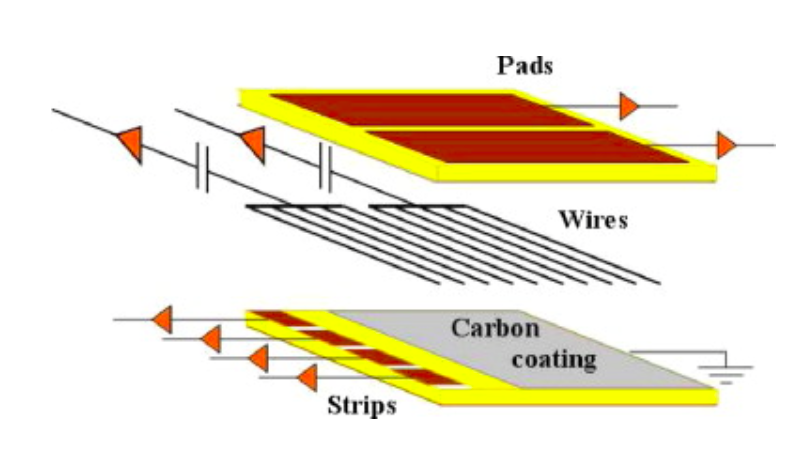 Pads
Wires
Carbon
coating
Strips